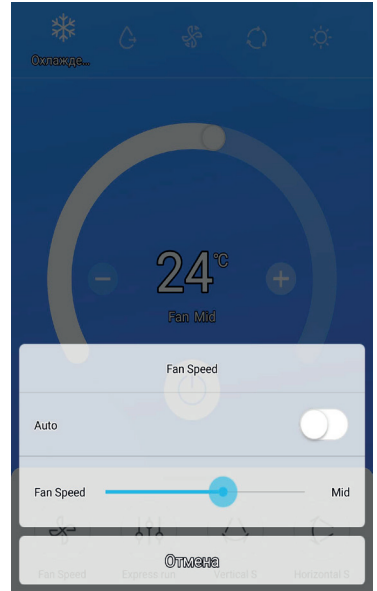 Охлажде...
24°C
Fan Mid
Fan Speed
Auto
Fan Speed Mid
Отмена
Fan Speed Express run Vertical S Horizontal S